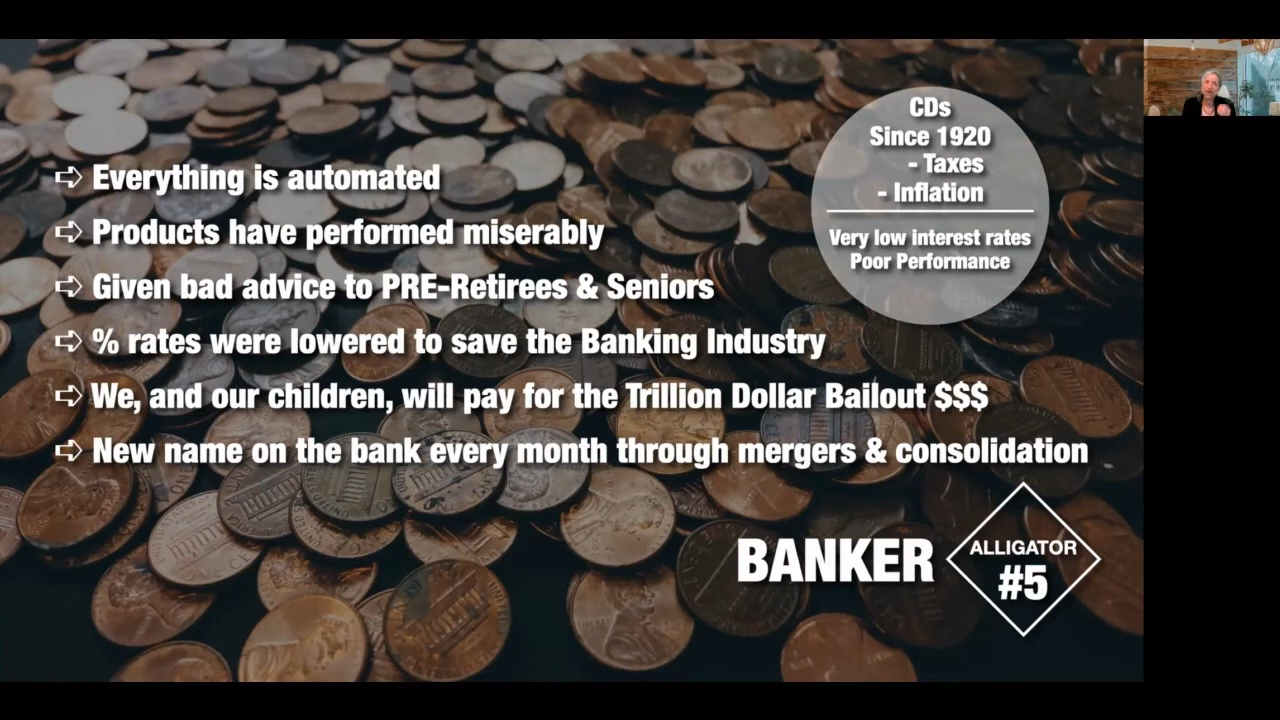 CDs
Since 1920
- Taxes
- Inflation
Very low interest rates
Poor Performance
Everything is automated
Products have performed miserably
Given bad advice to PRE-Retirees & Seniors
% rates were lowered to save the Banking Industry
We, and our children, will pay for the Trillion Dollar Bailout $$$
New name on the bank every month through mergers & consolidation
BANKER
ALLIGATOR
#5